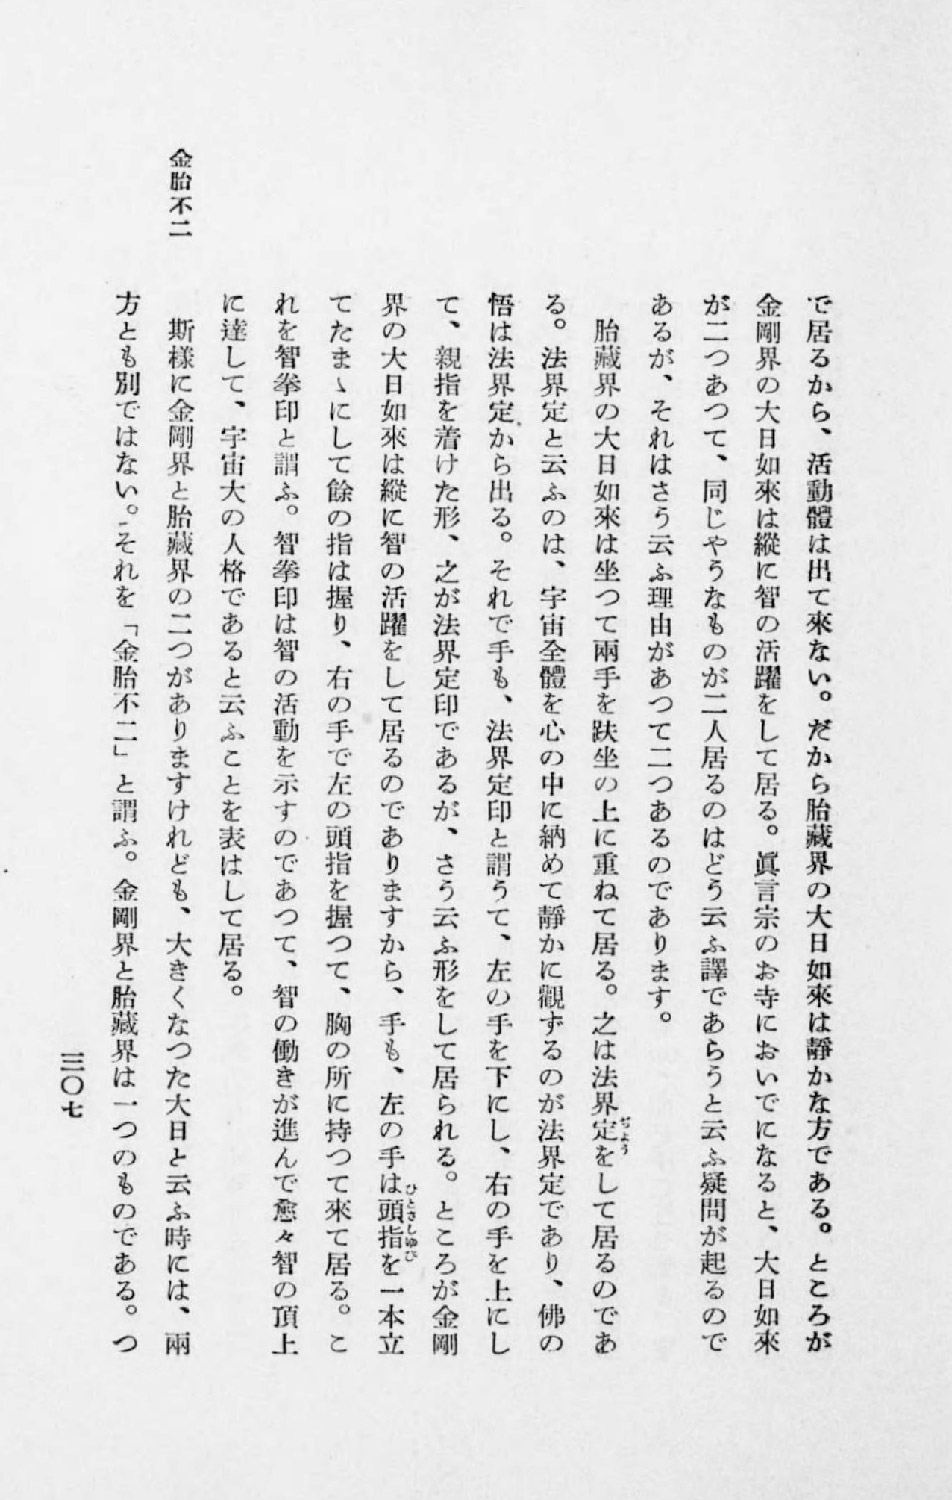 で居るから、活動體は出て來ない。だから胎藏界の大日如來は靜かな方である。ところが
金剛界の大日如來は縱に智の活躍をして居る。眞言宗のお寺においでになると、大日如來
が二つあつて、同じやうなものが二人居るのはどう云ふ譯であらうと云ふ疑問が起るので
あるが、それはさう云ふ理由があつて二つあるのであります。
胎藏界の大日如來は坐つて兩手を趺坐の上に重ねて居る。之は法界定をして居るのであ
ぢよう
る。法界定と云ふのは、宇宙全體を心の中に納めて靜かに觀ずるのが法界定であり、佛の
悟は法界定から出る。それで手も、法界定印と謂うて、左の手を下にし、右の手を上にし
て、親指を着けた形、之が法界定印であるが、さう云ふ形をして居られる。ところが金剛
界の大日如來は縱に智の活躍をして居るのでありますから、手も、左の手は頭指を一本立
ひとさしゆび
てたまゝにして餘の指は握り、右の手で左の頭指を握つて、胸の所に持つて來て居る。こ
れを智拳印と謂ふ。智拳印は智の活動を示すのであつて、智の働きが進んで愈々智の頂上
に達して、宇宙大の人格であると云ふことを表はして居る。
金胎不二
斯樣に金剛界と胎藏界の二つがありますけれども、大きくなつた大日と云ふ時には、兩
方とも別ではない。それを「金胎不二」と謂ふ。金剛界と胎藏界は一つのものである。つ
三〇七